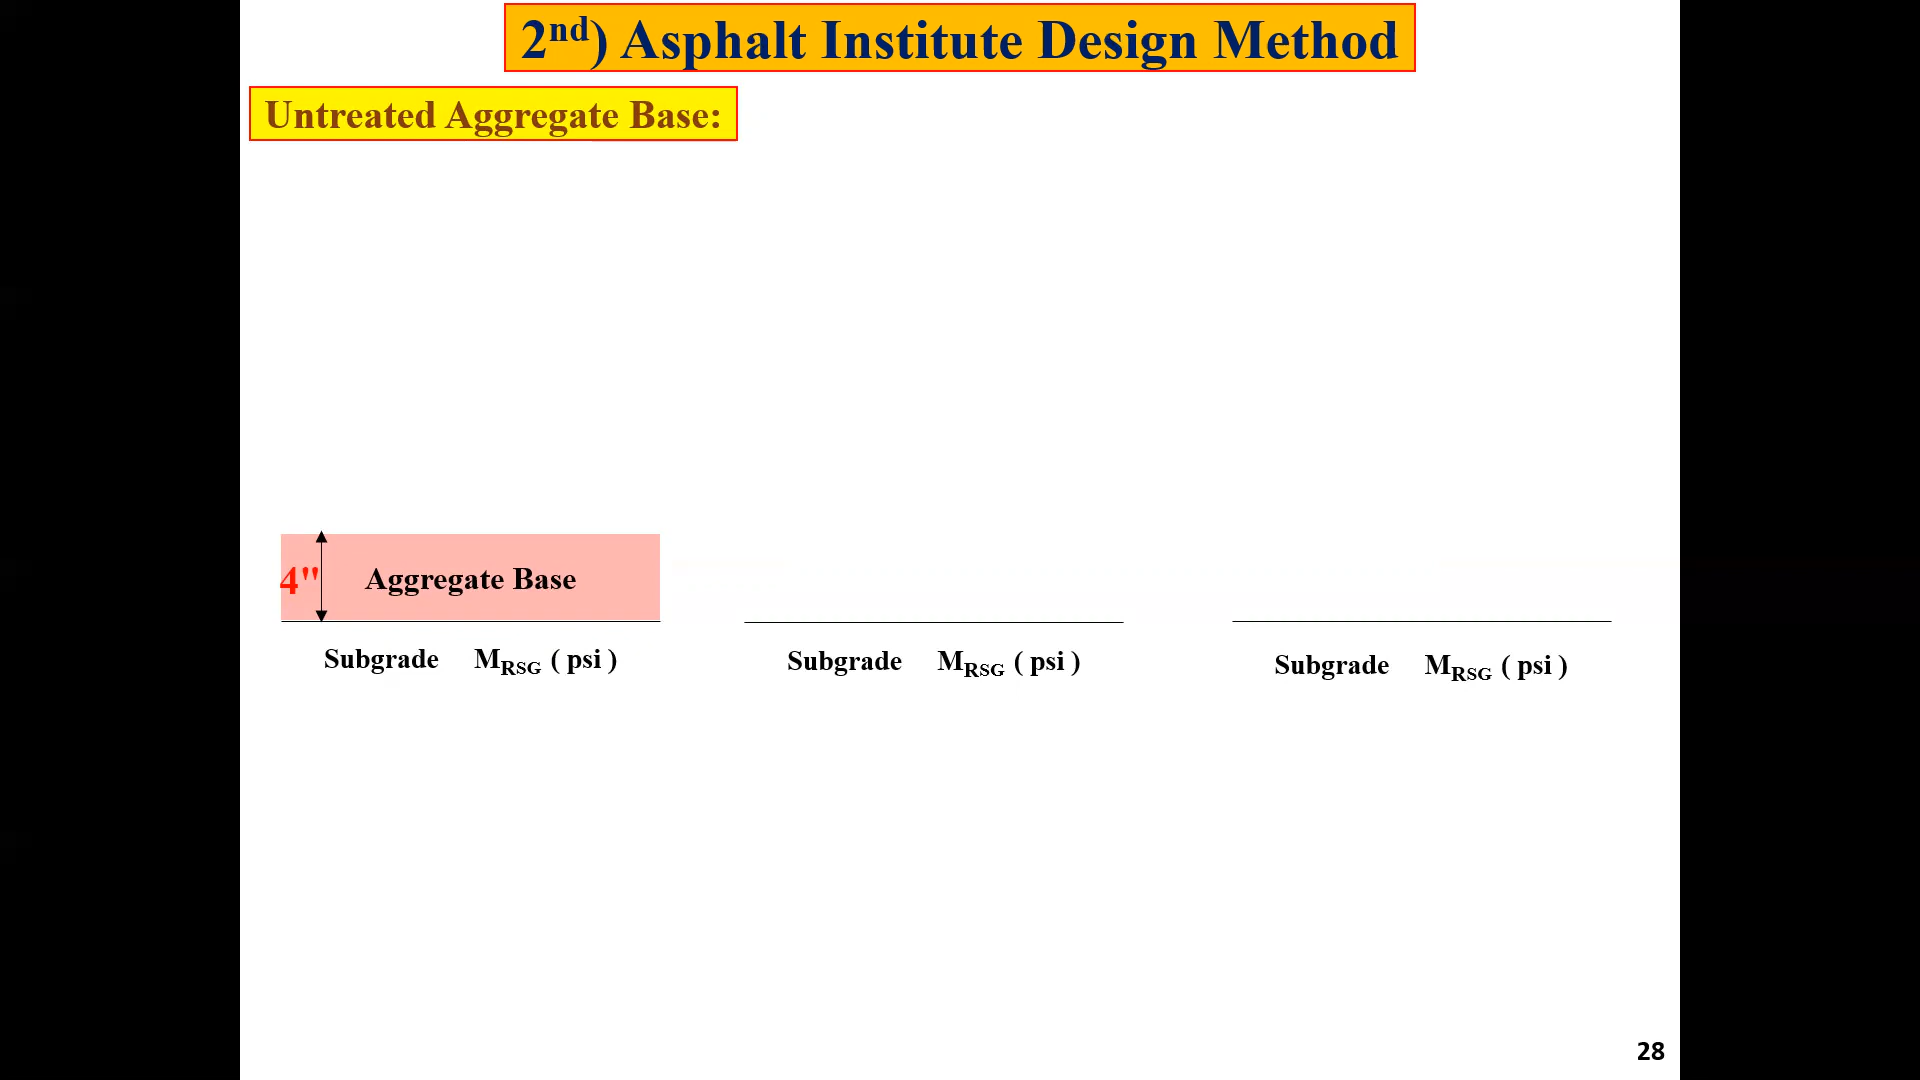 2nd) Asphalt Institute Design Method
Untreated Aggregate Base:
4" Aggregate Base
Subgrade MRSG ( psi )
Subgrade MRSG ( psi )
Subgrade MRSG ( psi )
28